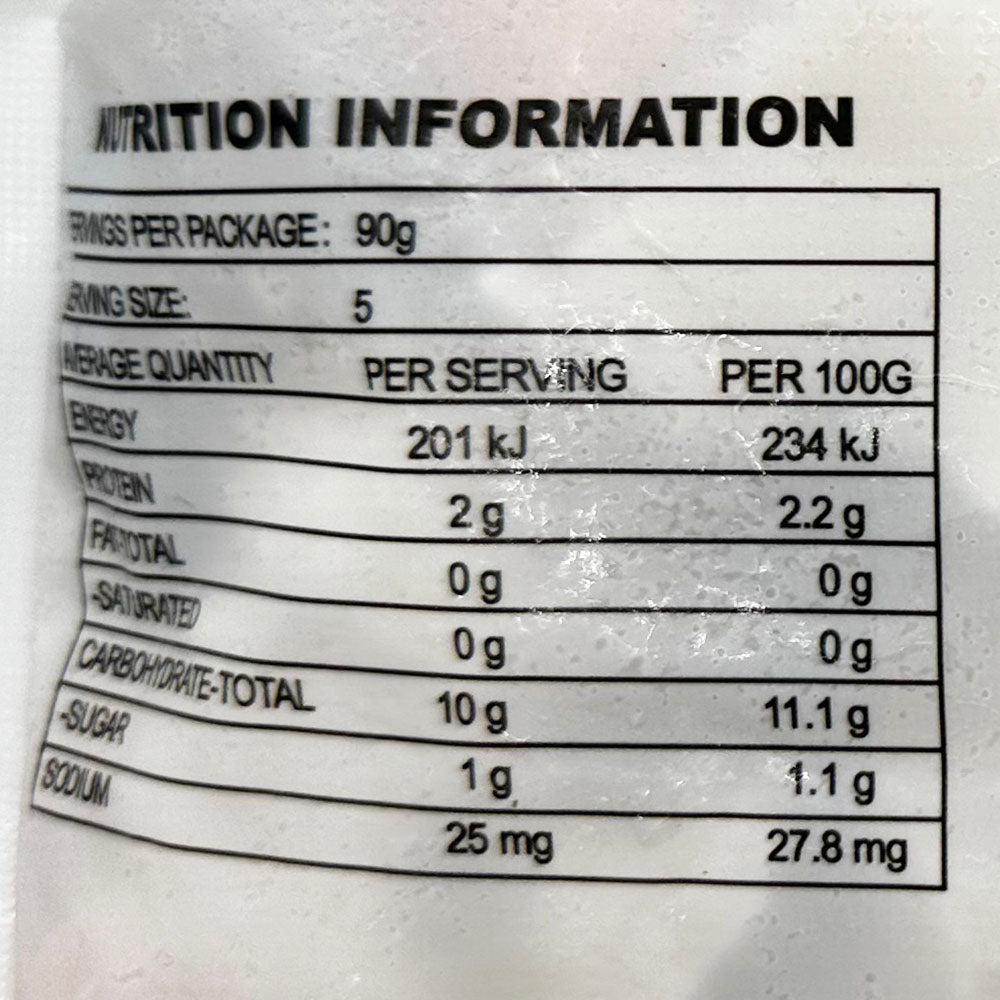 NUTRITION INFORMATION
SERVINGS PER PACKAGE: 90g
SERVING SIZE: 5
AVERAGE QUANTITY PER SERVING PER 100G
ENERGY 201 kJ 234 kJ
PROTEIN 2 g 2.2 g
FAT-TOTAL 0 g 0 g
-SATURATED 0 g 0 g
CARBOHYDRATE-TOTAL 10 g 11.1 g
-SUGAR 1 g 1.1 g
SODIUM 25 mg 27.8 mg